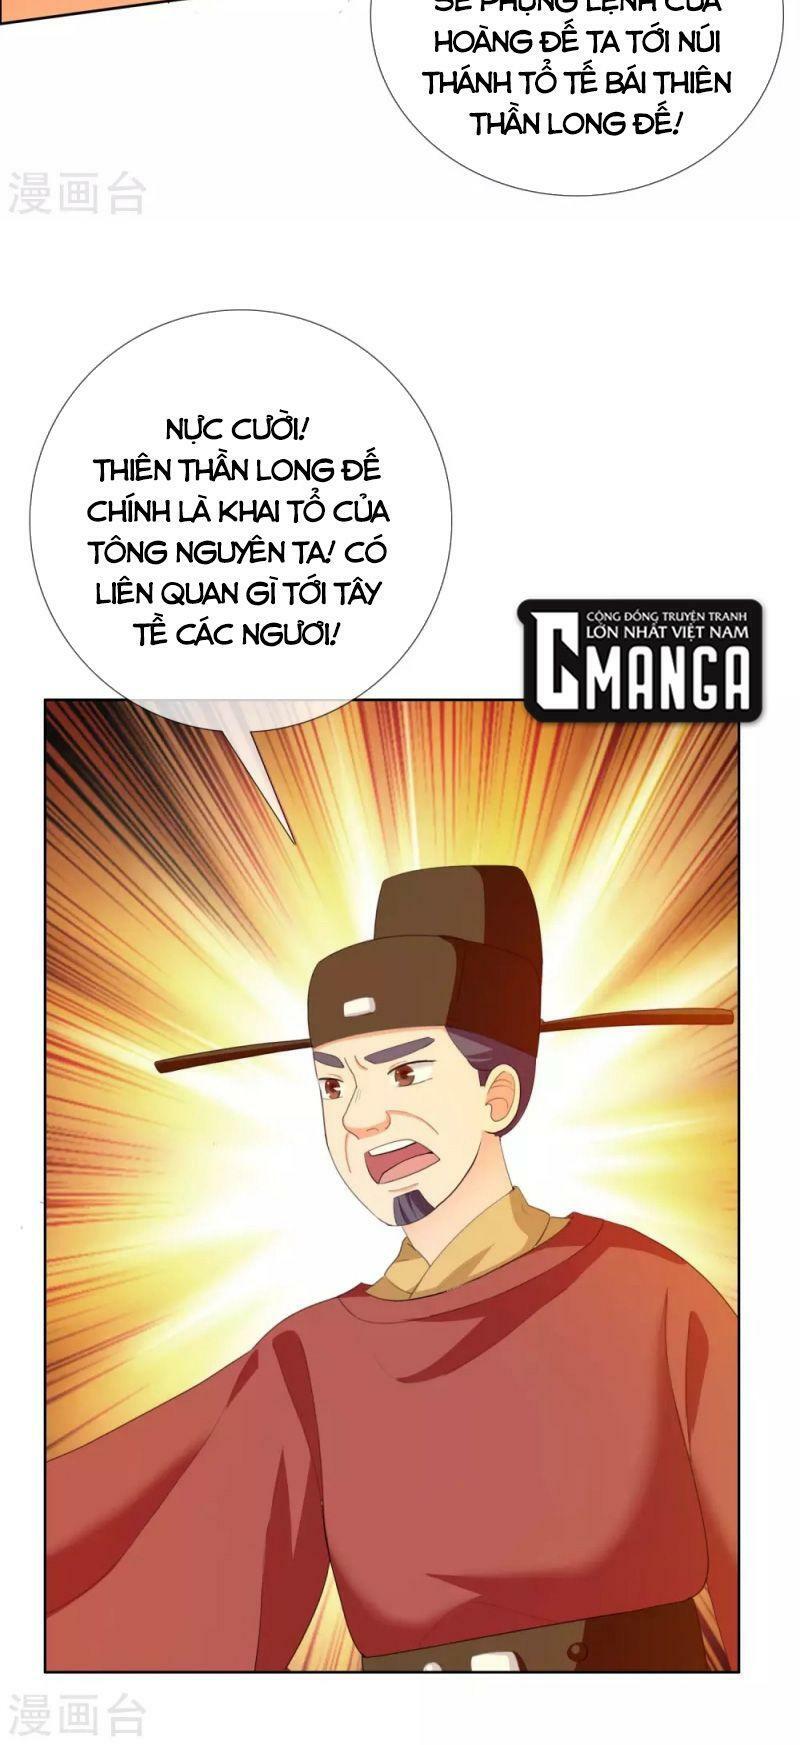 SẼ PHỤNG LỆNH CỦA
HOÀNG ĐẾ TA TỚI NÚI
THÁNH TỔ TẾ BÁI THIÊN
THẦN LONG ĐẾ!
漫画台
NỰC CƯỜI!
THIÊN THẦN LONG ĐẾ
CHÍNH LÀ KHAI TỔ CỦA
TÔNG NGUYÊN TA! CÓ
LIÊN QUAN GÌ TỚI TÂY
TỀ CÁC NGƯƠI!
CỘNG ĐỒNG TRUYỆN TRANH
LỚN NHẤT VIỆT NAM
CMANGA
漫画台